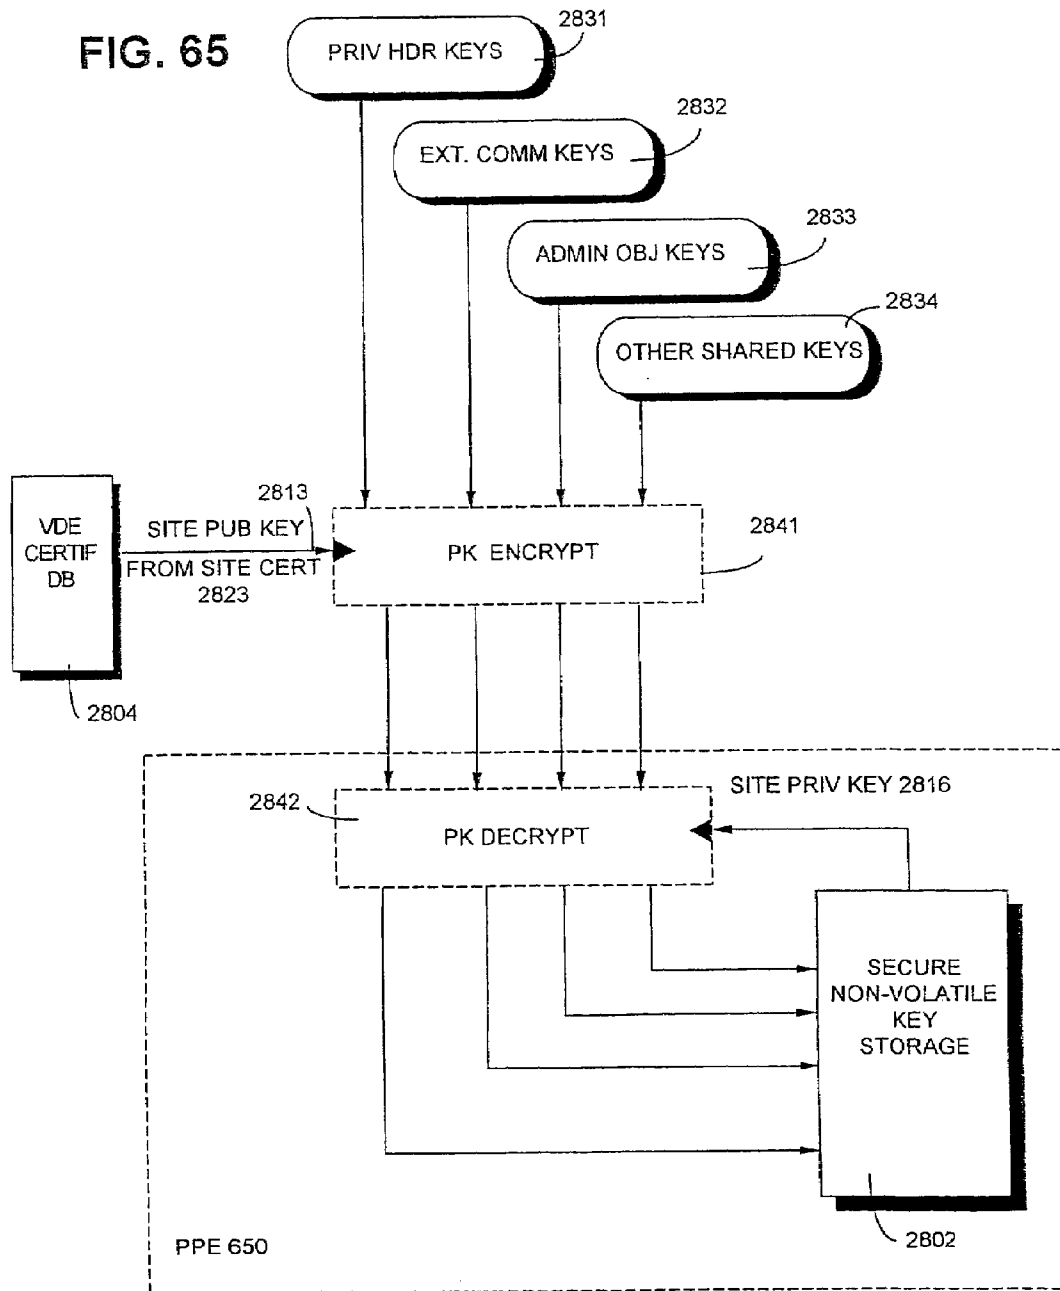 FIG. 65
2831
PRIV HDR KEYS
2832
EXT. COMM KEYS
2833
ADMIN OBJ KEYS
2834
OTHER SHARED KEYS
VDE
CERTIF
DB
2813
SITE PUB KEY
FROM SITE CERT
2823
PK ENCRYPT
2841
2804
2842
SITE PRIV KEY 2816
PK DECRYPT
SECURE
NON-VOLATILE
KEY
STORAGE
PPE 650
2802